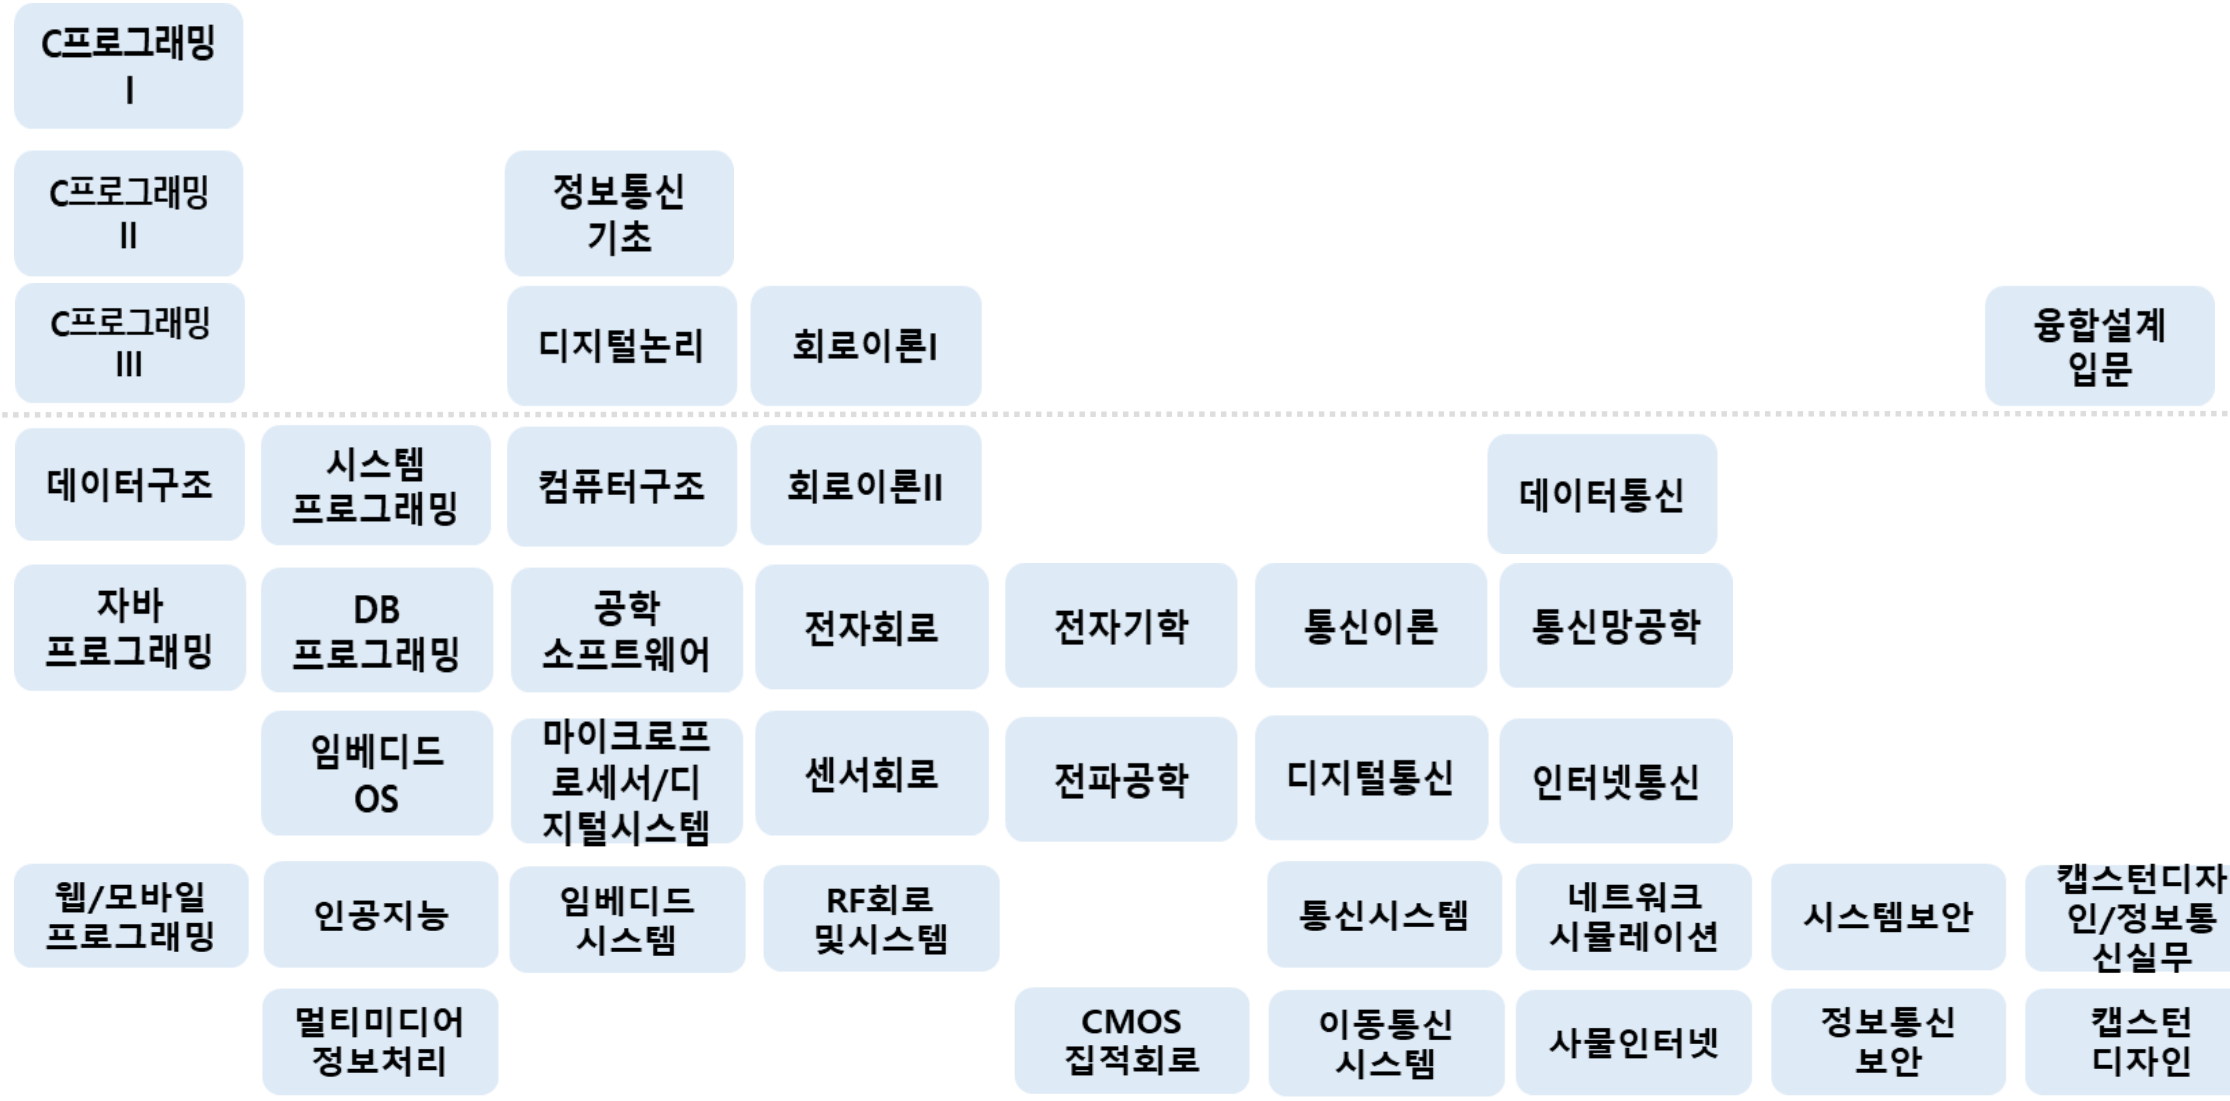 C프로그래밍
I
C프로그래밍
II
정보통신
기초
C프로그래밍
III
디지털논리
회로이론I
융합설계
입문
데이터구조
시스템
프로그래밍
컴퓨터구조
회로이론II
데이터통신
자바
프로그래밍
DB
프로그래밍
공학
소프트웨어
전자회로
전자기학
통신이론
통신망공학
임베디드
OS
마이크로프
로세서/디
지털시스템
센서회로
전파공학
디지털통신
인터넷통신
웹/모바일
프로그래밍
인공지능
임베디드
시스템
RF회로
및시스템
통신시스템
네트워크
시뮬레이션
시스템보안
캡스턴디자
인/정보통
신실무
멀티미디어
정보처리
CMOS
집적회로
이동통신
시스템
사물인터넷
정보통신
보안
캡스턴
디자인